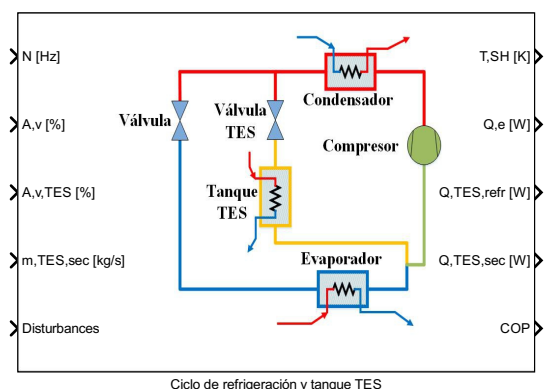 N [Hz]
A,v [%]
A,v,TES [%]
m,TES,sec [kg/s]
Disturbances
Condensador
Válvula
Válvula
TES
Compresor
Tanque
TES
Evaporador
T,SH [K]
Q,e [W]
Q,TES,refr [W]
Q,TES,sec [W]
COP
Ciclo de refrigeración y tanque TES